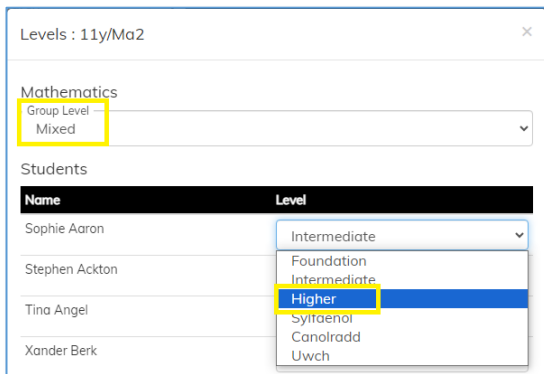 Levels : 11y/Ma2 ×
Mathematics
Group Level
Mixed
Students
Name Level
Sophie Aaron Intermediate
Foundation
Stephen Ackton
Intermediate
Higher
Tina Angel
Sylfaenol
Canolradd
Xander Berk
Uwch